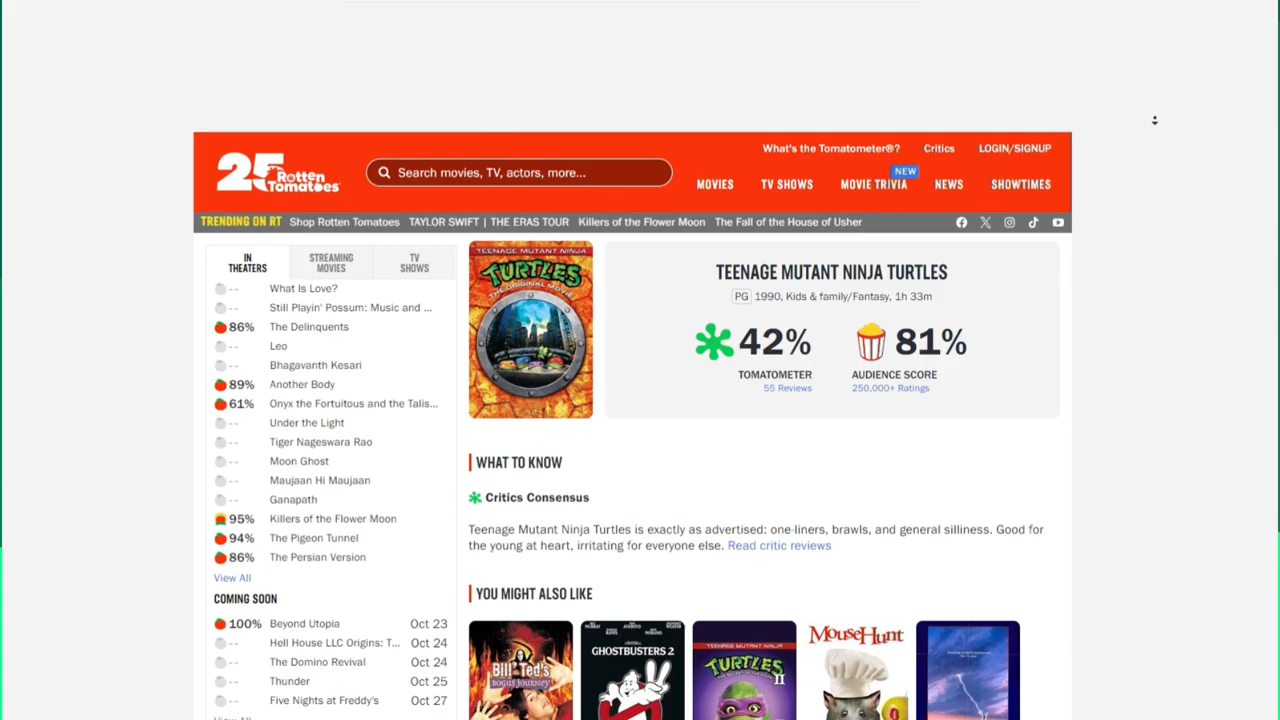 What's the Tomatometer®? Critics LOGIN/SIGNUP
25 Rotten Tomatoes
Search movies, TV, actors, more...
NEW
MOVIES TV SHOWS MOVIE TRIVIA NEWS SHOWTIMES
TRENDING ON RT Shop Rotten Tomatoes TAYLOR SWIFT | THE ERAS TOUR Killers of the Flower Moon The Fall of the House of Usher
IN THEATERS
STREAMING MOVIES
TV SHOWS
-- What Is Love?
-- Still Playin' Possum: Music and ...
86% The Delinquents
-- Leo
-- Bhagavanth Kesari
89% Another Body
61% Onyx the Fortuitous and the Talis...
-- Under the Light
-- Tiger Nageswara Rao
-- Moon Ghost
-- Maujaan Hi Maujaan
-- Ganapath
95% Killers of the Flower Moon
94% The Pigeon Tunnel
86% The Persian Version
View All
COMING SOON
100% Beyond Utopia Oct 23
-- Hell House LLC Origins: T... Oct 24
-- The Domino Revival Oct 24
-- Thunder Oct 25
-- Five Nights at Freddy's Oct 27
TEENAGE MUTANT NINJA
TURTLES
THE ORIGINAL MOVIE
TEENAGE MUTANT NINJA TURTLES
PG 1990, Kids & family/Fantasy, 1h 33m
42% 81%
TOMATOMETER AUDIENCE SCORE
55 Reviews 250,000+ Ratings
WHAT TO KNOW
Critics Consensus
Teenage Mutant Ninja Turtles is exactly as advertised: one-liners, brawls, and general silliness. Good for
the young at heart, irritating for everyone else. Read critic reviews
YOU MIGHT ALSO LIKE
Bill & Ted's
BOGUS JOURNEY
GHOSTBUSTERS 2
TEENAGE MUTANT NINJA
TURTLES II
MouseHunt